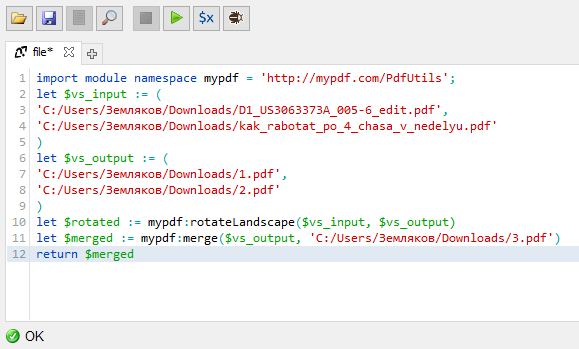 $x
file*
1 import module namespace mypdf = 'http://mypdf.com/PdfUtils';
2 let $vs_input := (
3 'C:/Users/Земляков/Downloads/D1_US3063373A_005-6_edit.pdf',
4 'C:/Users/Земляков/Downloads/kak_rabotat_po_4_chasa_v_nedelyu.pdf'
5 )
6 let $vs_output := (
7 'C:/Users/Земляков/Downloads/1.pdf',
8 'C:/Users/Земляков/Downloads/2.pdf'
9 )
10 let $rotated := mypdf:rotateLandscape($vs_input, $vs_output)
11 let $merged := mypdf:merge($vs_output, 'C:/Users/Земляков/Downloads/3.pdf')
12 return $merged
OK